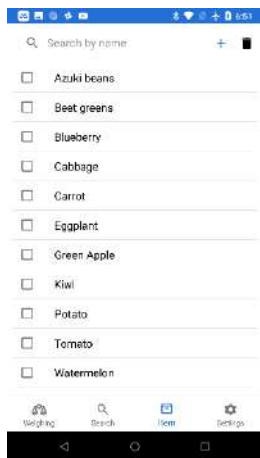 6:51
Search by name
Azuki beans
Beet greens
Blueberry
Cabbage
Carrot
Eggplant
Green Apple
Kiwi
Potato
Tomato
Watermelon
Weighing Search Item Settings